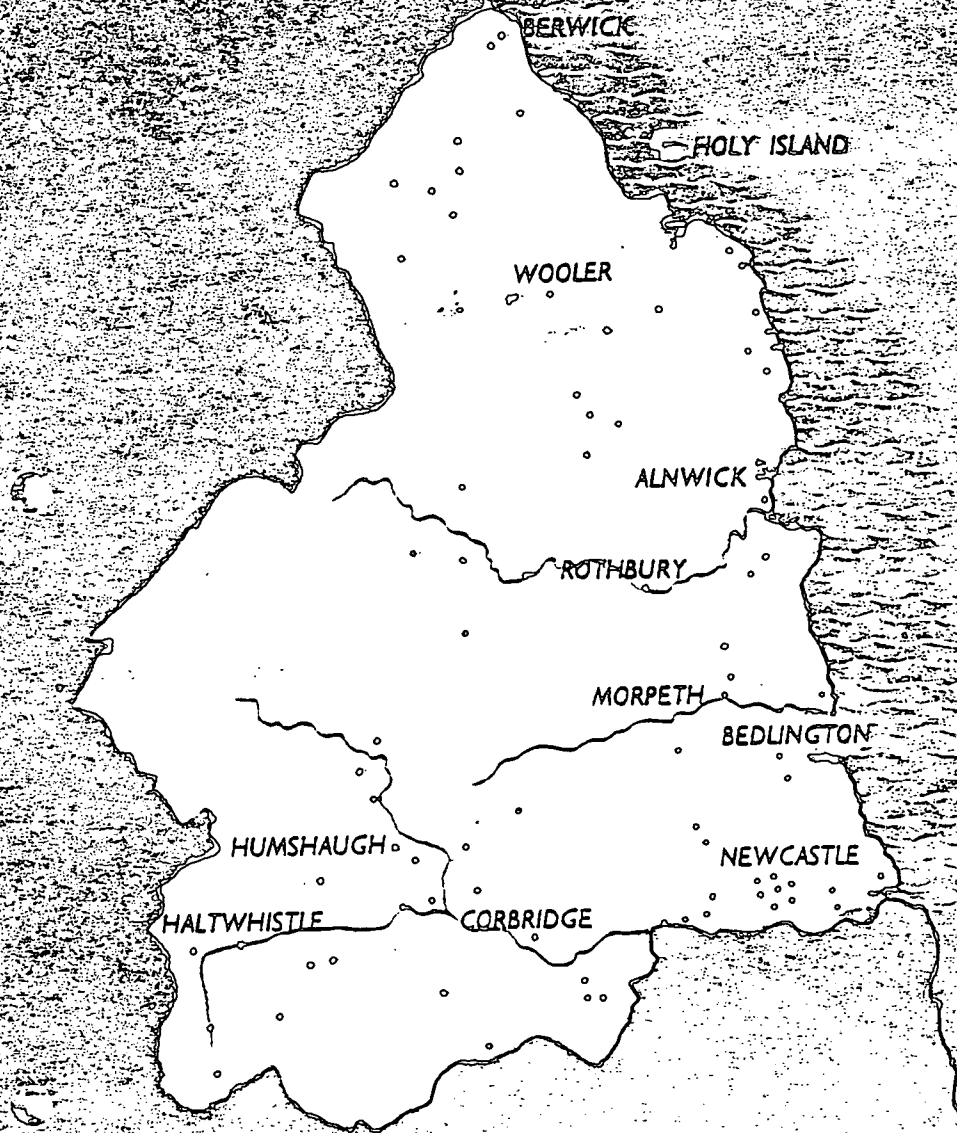 BERWICK
HOLY ISLAND
WOOLER
ALNWICK
ROTHBURY
MORPETH
BEDLINGTON
HUMSHAUGH
NEWCASTLE
HALTWHISTLE
CORBRIDGE